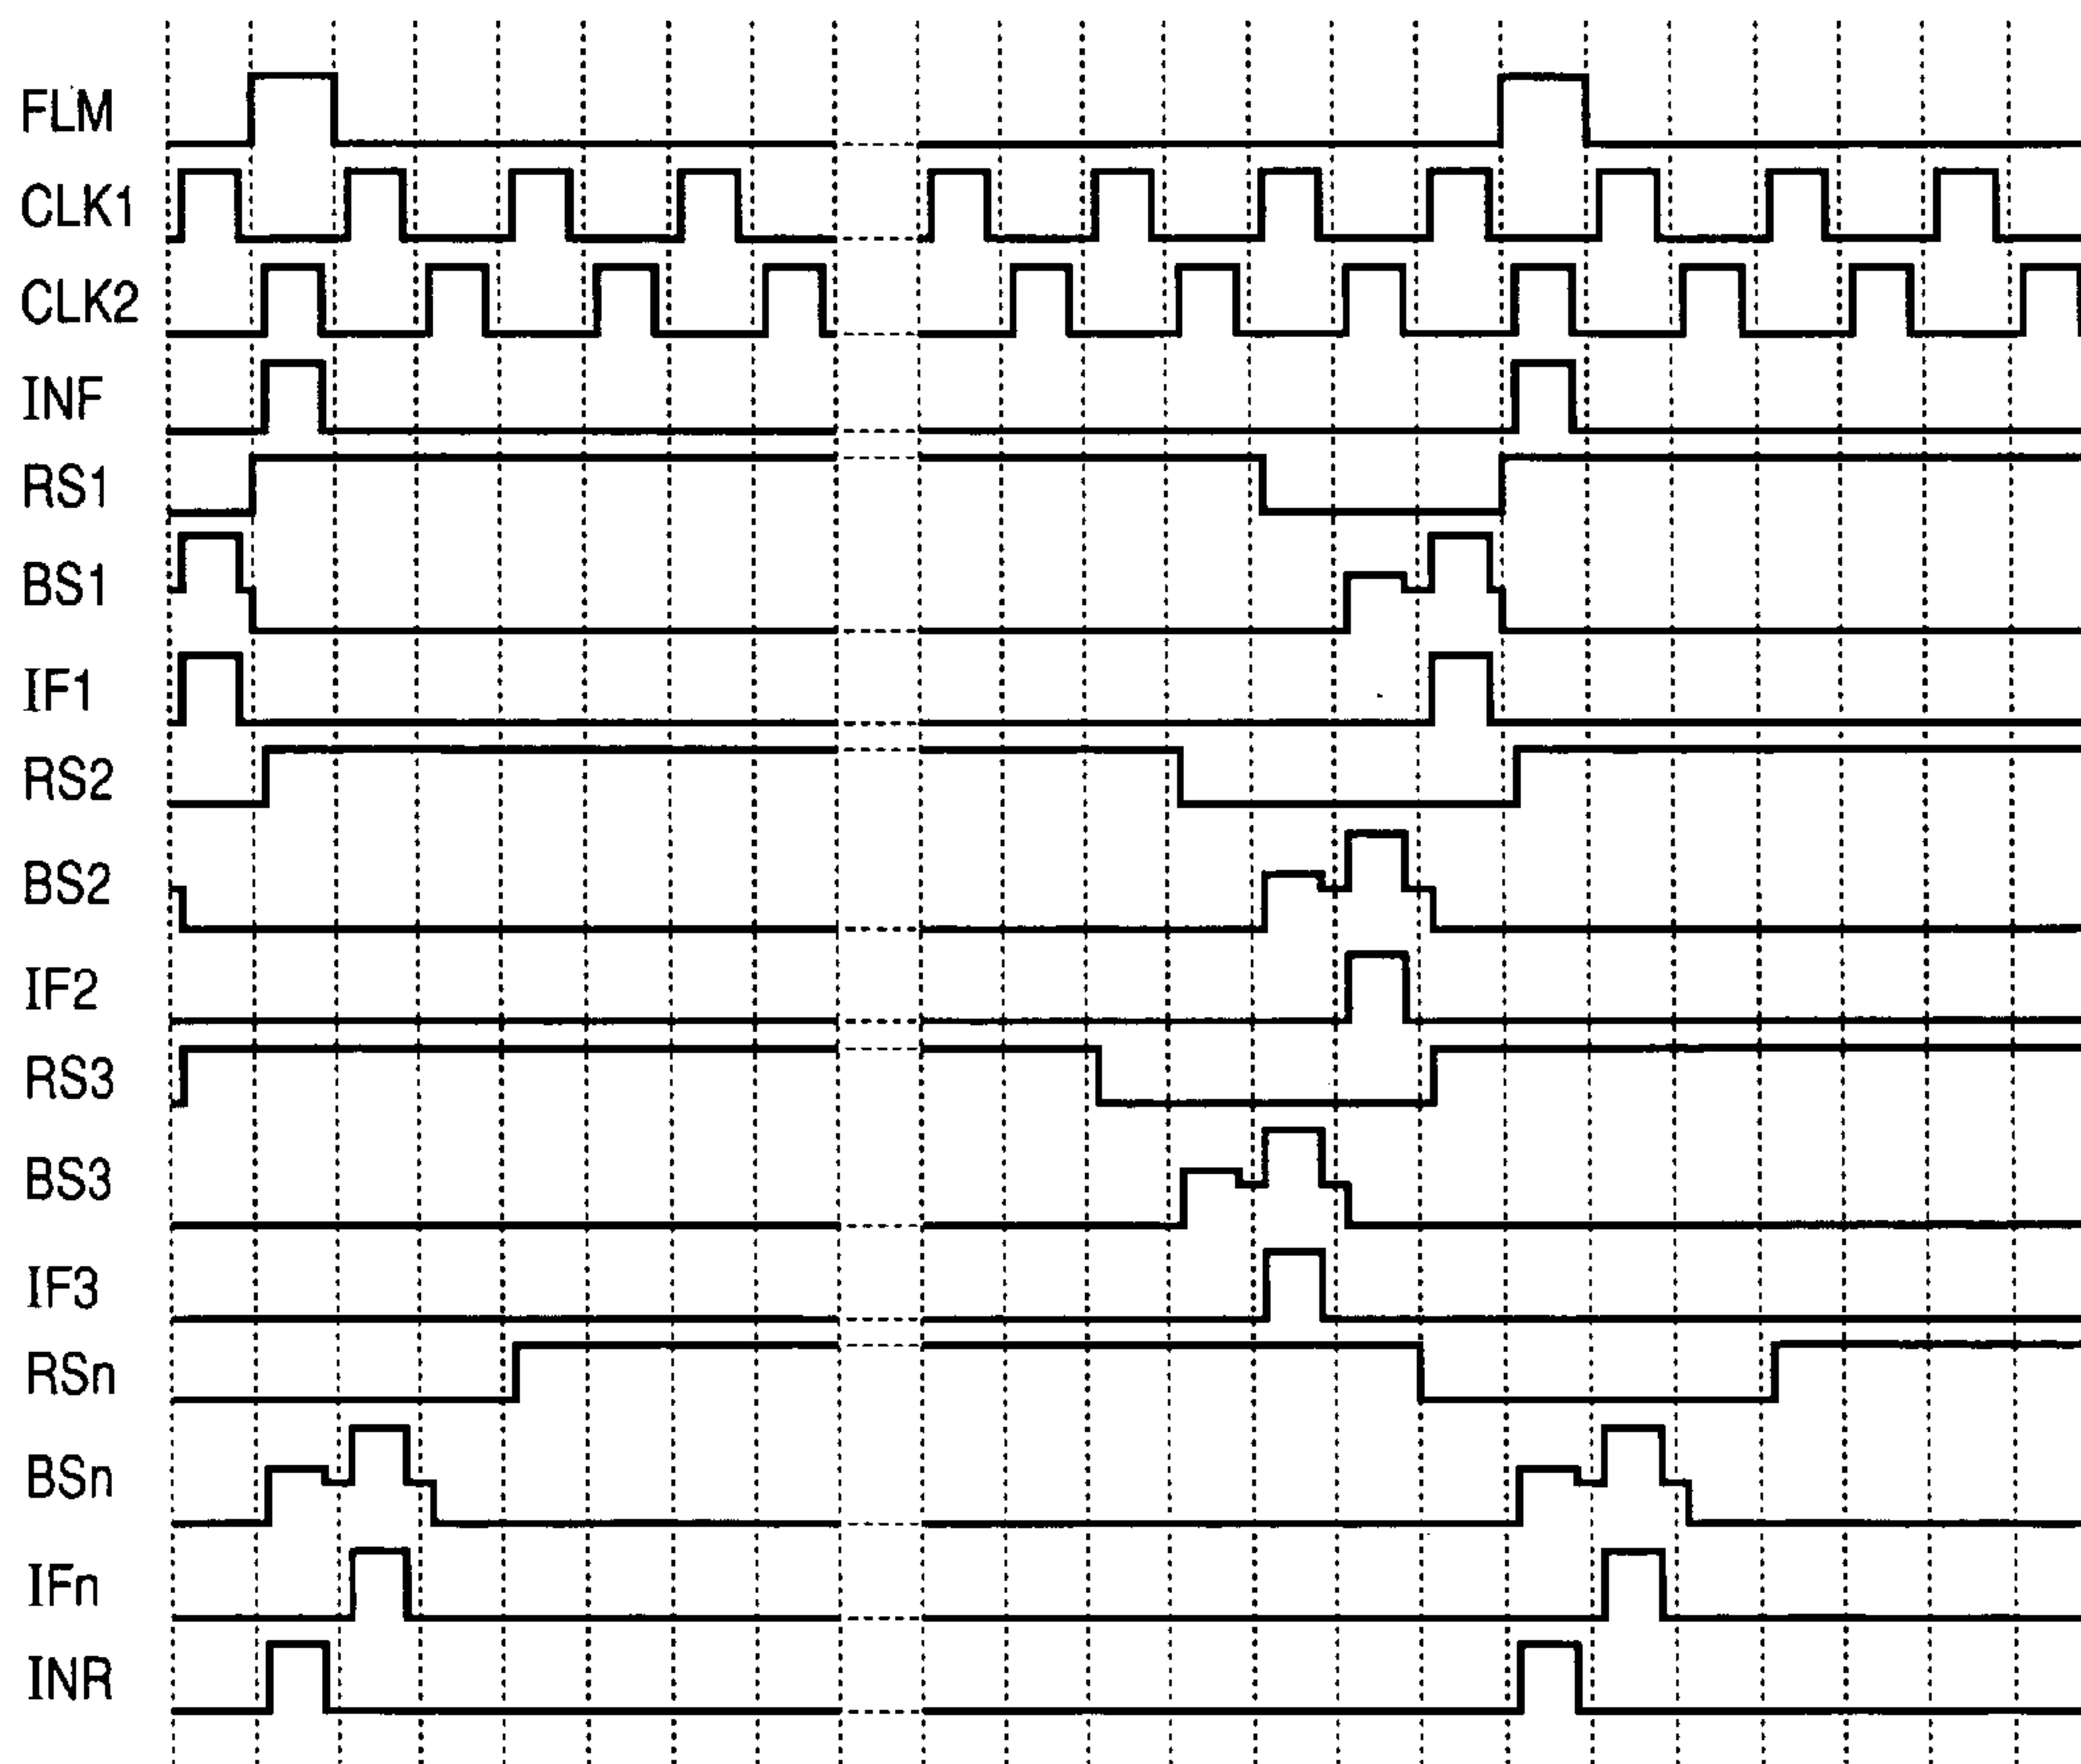 FLM
CLK1
CLK2
INF
RS1
BS1
IF1
RS2
BS2
IF2
RS3
BS3
IF3
RSn
BSn
IFn
INR